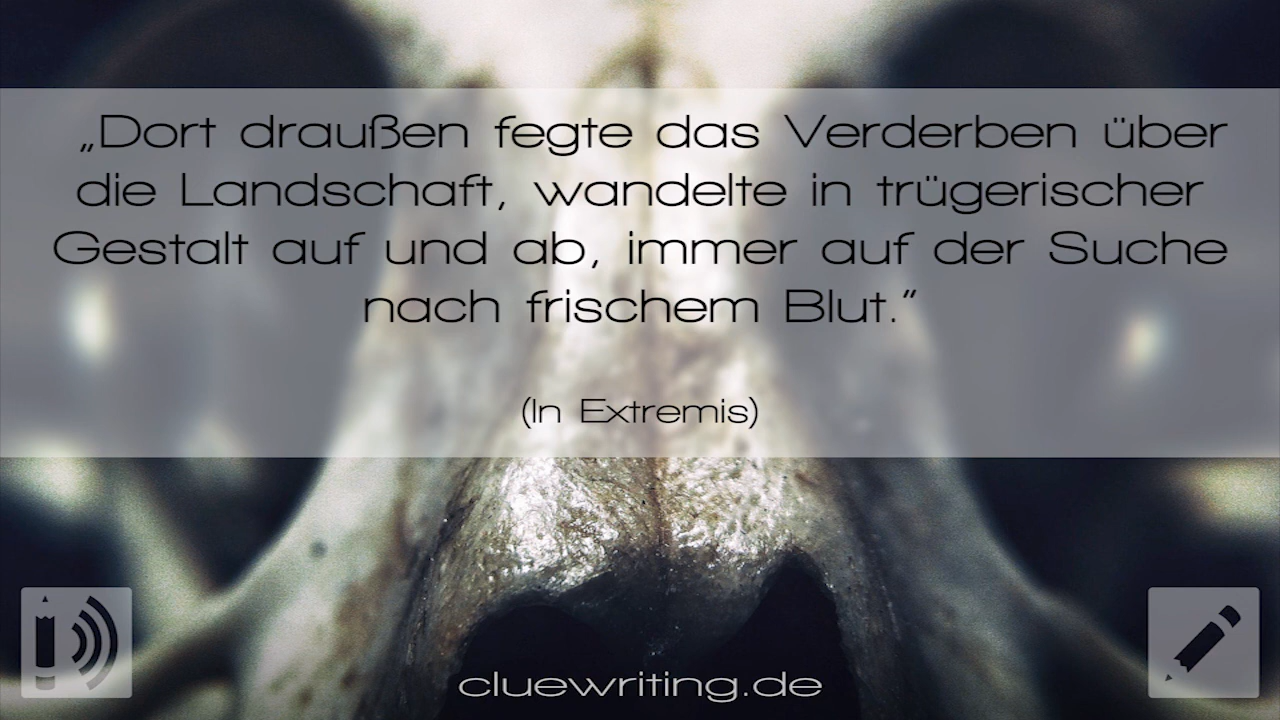 „Dort draußen fegte das Verderben über
die Landschaft, wandelte in trügerischer
Gestalt auf und ab, immer auf der Suche
nach frischem Blut.“
(In Extremis)
cluewriting.de